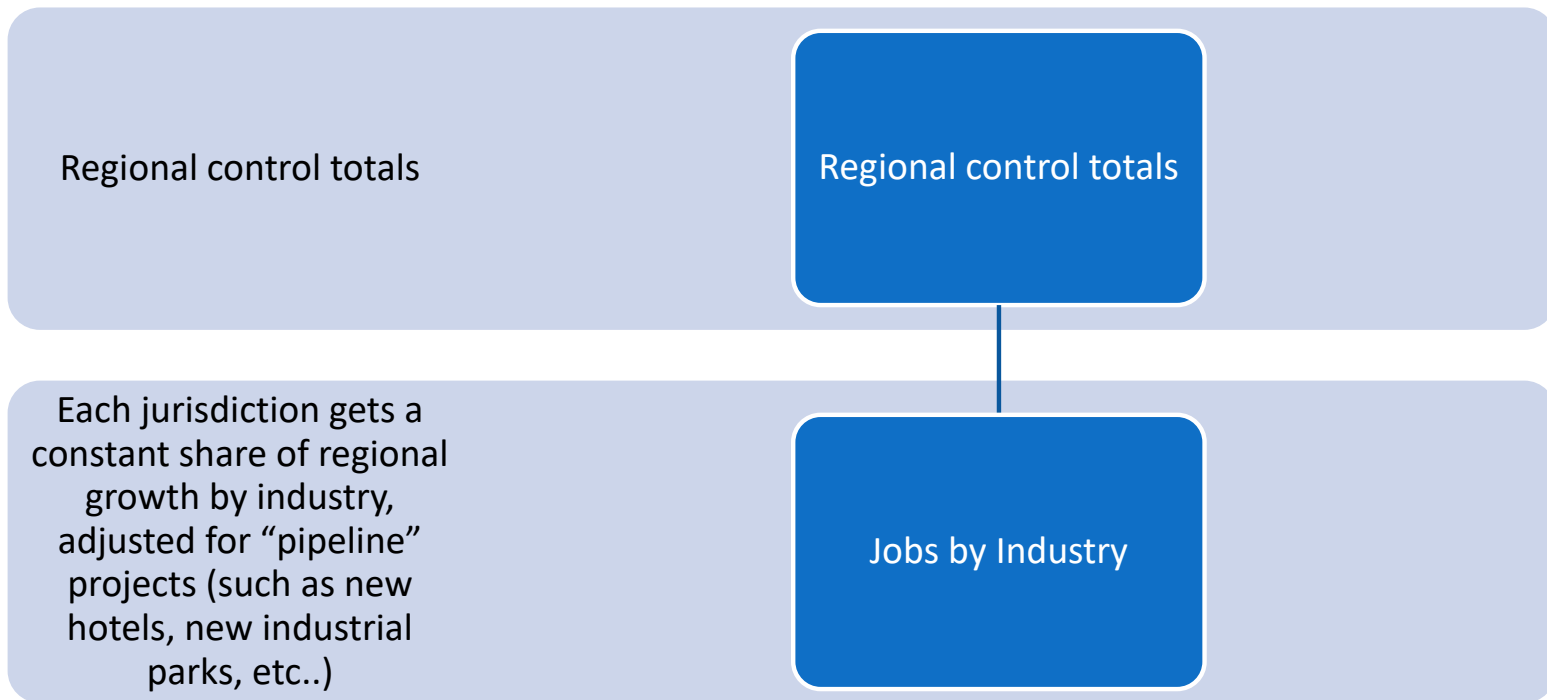 Regional control totals
Regional control totals
Each jurisdiction gets a
constant share of regional
growth by industry,
adjusted for “pipeline”
projects (such as new
hotels, new industrial
parks, etc..)
Jobs by Industry